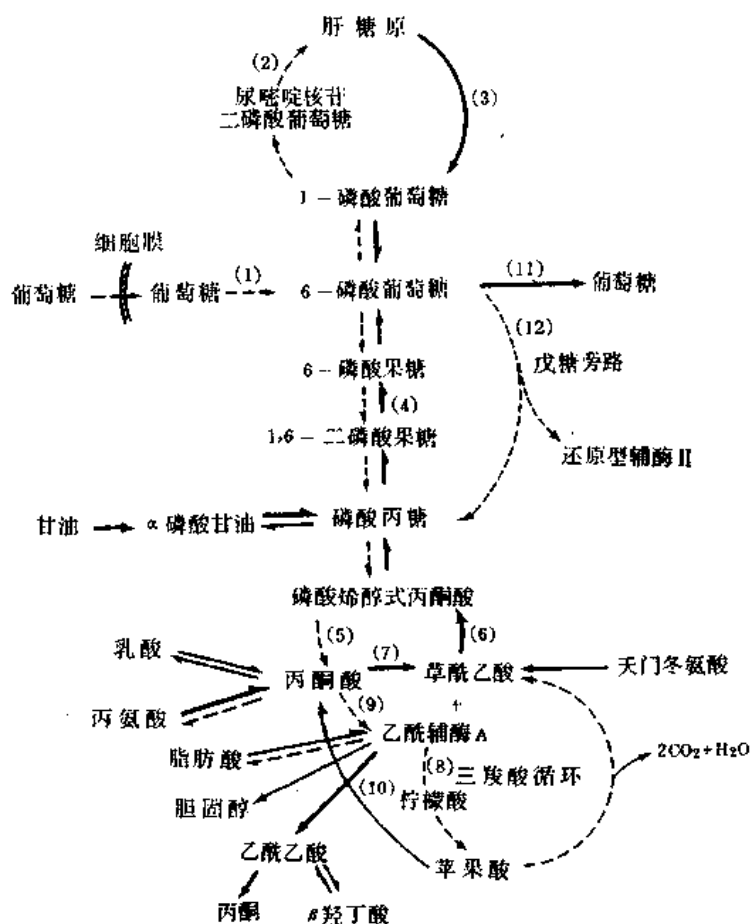 肝糖原
(2)
尿嘧啶核苷
二磷酸葡萄糖
(3)
1-磷酸葡萄糖
细胞膜
葡萄糖
葡萄糖
(1)
6-磷酸葡萄糖
(11)
葡萄糖
(12)
6-磷酸果糖
戊糖旁路
(4)
1,6-二磷酸果糖
还原型辅酶Ⅱ
甘油
α磷酸甘油
磷酸丙糖
磷酸烯醇式丙酮酸
(5)
(6)
乳酸
(7)
丙酮酸
草酰乙酸
天门冬氨酸
(9)
+
丙氨酸
乙酰辅酶A
脂肪酸
2CO₂+H₂O
(8)
三羧酸循环
(10)
柠檬酸
胆固醇
乙酰乙酸
苹果酸
丙酮
β羟丁酸